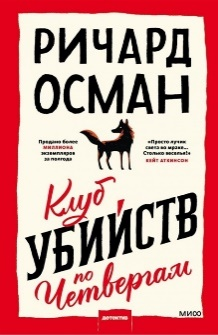 РИЧАРД
ОСМАН
Продано более
МИЛЛИОНА
экземпляров
за полгода
«Просто лучик
света во мраке...
Столько веселья!»
КЕЙТ АТКИНСОН
Клуб
УБИЙСТВ
по
Четвергам
ДЕТЕКТИВ
МИФ